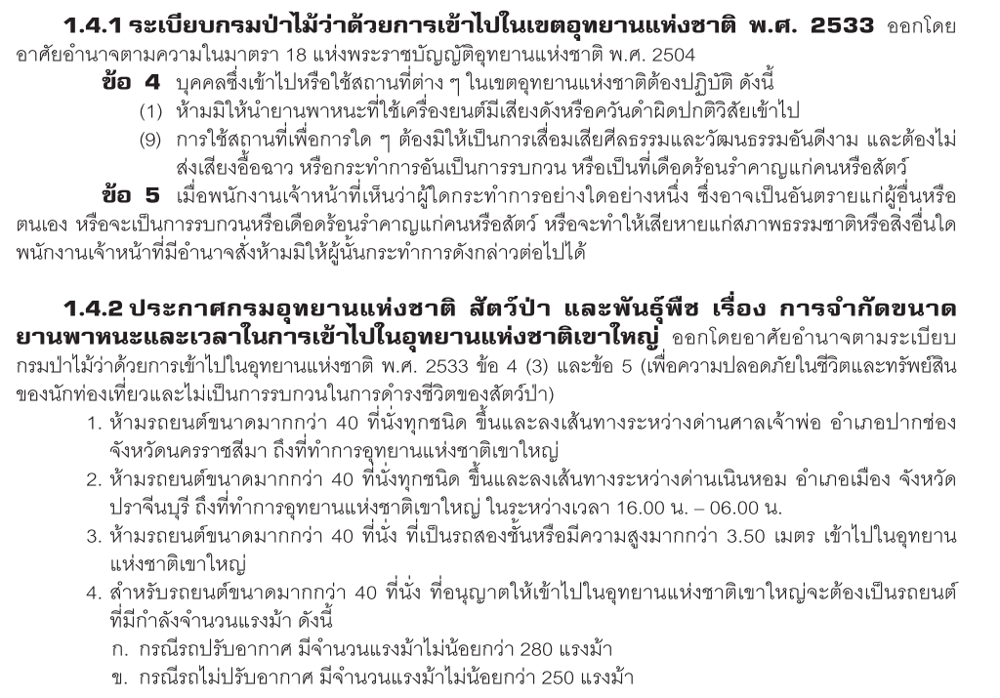 1.4.1 ระเบียบกรมป่าไม้ว่าด้วยการเข้าไปในเขตอุทยานแห่งชาติ พ.ศ. 2533 ออกโดย
อาศัยอำนาจตามความในมาตรา 18 แห่งพระราชบัญญัติอุทยานแห่งชาติ พ.ศ. 2504
ข้อ 4 บุคคลซึ่งเข้าไปหรือใช้สถานที่ต่าง ๆ ในเขตอุทยานแห่งชาติต้องปฏิบัติ ดังนี้
(1) ห้ามมิให้นำยานพาหนะที่ใช้เครื่องยนต์มีเสียงดังหรือควันดำผิดปกติวิสัยเข้าไป
(9) การใช้สถานที่เพื่อการใด ๆ ต้องมิให้เป็นการเสื่อมเสียศีลธรรมและวัฒนธรรมอันดีงาม และต้องไม่
ส่งเสียงอื้อฉาว หรือกระทำการอันเป็นการรบกวน หรือเป็นที่เดือดร้อนรำคาญแก่คนหรือสัตว์
ข้อ 5 เมื่อพนักงานเจ้าหน้าที่เห็นว่าผู้ใดกระทำการอย่างใดอย่างหนึ่ง ซึ่งอาจเป็นอันตรายแก่ผู้อื่นหรือ
ตนเอง หรือจะเป็นการรบกวนหรือเดือดร้อนรำคาญแก่คนหรือสัตว์ หรือจะทำให้เสียหายแก่สภาพธรรมชาติหรือสิ่งอื่นใด
พนักงานเจ้าหน้าที่มีอำนาจสั่งห้ามมิให้ผู้นั้นกระทำการดังกล่าวต่อไปได้
1.4.2 ประกาศกรมอุทยานแห่งชาติ สัตว์ป่า และพันธุ์พืช เรื่อง การจำกัดขนาด
ยานพาหนะและเวลาในการเข้าไปในอุทยานแห่งชาติเขาใหญ่ ออกโดยอาศัยอำนาจตามระเบียบ
กรมป่าไม้ว่าด้วยการเข้าไปในอุทยานแห่งชาติ พ.ศ. 2533 ข้อ 4 (3) และข้อ 5 (เพื่อความปลอดภัยในชีวิตและทรัพย์สิน
ของนักท่องเที่ยวและไม่เป็นการรบกวนในการดำรงชีวิตของสัตว์ป่า)
1. ห้ามรถยนต์ขนาดมากกว่า 40 ที่นั่งทุกชนิด ขึ้นและลงเส้นทางระหว่างด่านศาลเจ้าพ่อ อำเภอปากช่อง
จังหวัดนครราชสีมา ถึงที่ทำการอุทยานแห่งชาติเขาใหญ่
2. ห้ามรถยนต์ขนาดมากกว่า 40 ที่นั่งทุกชนิด ขึ้นและลงเส้นทางระหว่างด่านเนินหอม อำเภอเมือง จังหวัด
ปราจีนบุรี ถึงที่ทำการอุทยานแห่งชาติเขาใหญ่ ในระหว่างเวลา 16.00 น. – 06.00 น.
3. ห้ามรถยนต์ขนาดมากกว่า 40 ที่นั่ง ที่เป็นรถสองชั้นหรือมีความสูงมากกว่า 3.50 เมตร เข้าไปในอุทยาน
แห่งชาติเขาใหญ่
4. สำหรับรถยนต์ขนาดมากกว่า 40 ที่นั่ง ที่อนุญาตให้เข้าไปในอุทยานแห่งชาติเขาใหญ่จะต้องเป็นรถยนต์
ที่มีกำลังจำนวนแรงม้า ดังนี้
ก. กรณีรถปรับอากาศ มีจำนวนแรงม้าไม่น้อยกว่า 280 แรงม้า
ข. กรณีรถไม่ปรับอากาศ มีจำนวนแรงม้าไม่น้อยกว่า 250 แรงม้า